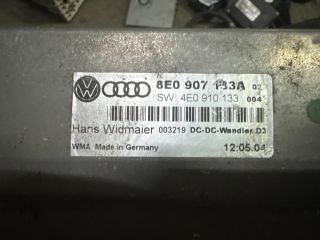 8E0 907 133A 02
SW 4E0 910 133 004
Hans Widmaier 003219 DC-DC-Wandler D3
WMA Made in Germany 12.05.04